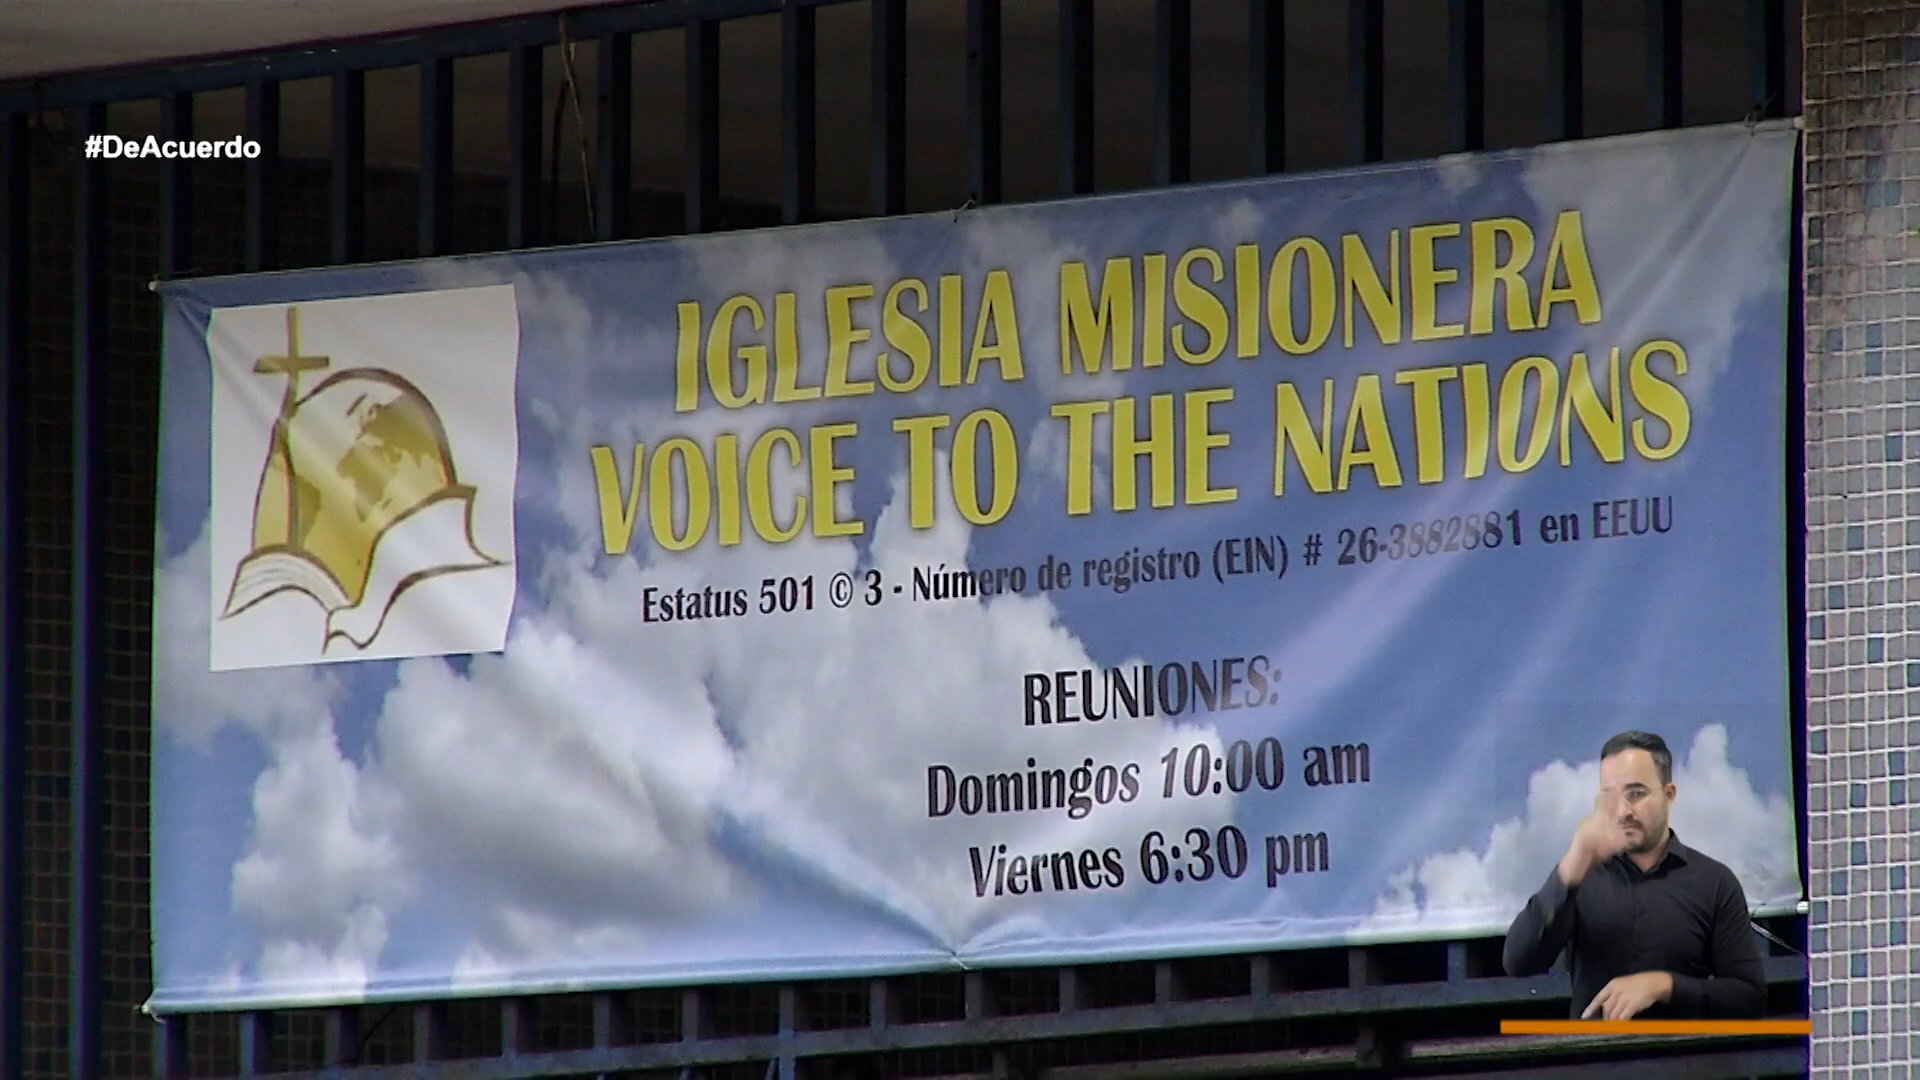 #DeAcuerdo
IGLESIA MISIONERA
VOICE TO THE NATIONS
Estatus 501 © 3 - Número de registro (EIN) # 26-3882881 en EEUU
REUNIONES:
Domingos 10:00 am
Viernes 6:30 pm